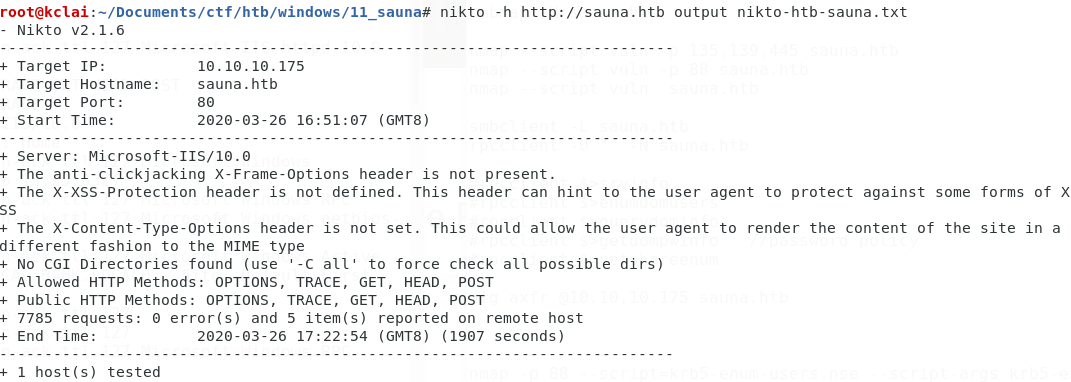 root@kclai:~/Documents/ctf/htb/windows/11_sauna# nikto -h http://sauna.htb output nikto-htb-sauna.txt
- Nikto v2.1.6
---------------------------------------------------------------------------
+ Target IP:          10.10.10.175
+ Target Hostname:    sauna.htb
+ Target Port:        80
+ Start Time:         2020-03-26 16:51:07 (GMT8)
---------------------------------------------------------------------------
+ Server: Microsoft-IIS/10.0
+ The anti-clickjacking X-Frame-Options header is not present.
+ The X-XSS-Protection header is not defined. This header can hint to the user agent to protect against some forms of X
SS
+ The X-Content-Type-Options header is not set. This could allow the user agent to render the content of the site in a
different fashion to the MIME type
+ No CGI Directories found (use '-C all' to force check all possible dirs)
+ Allowed HTTP Methods: OPTIONS, TRACE, GET, HEAD, POST
+ Public HTTP Methods: OPTIONS, TRACE, GET, HEAD, POST
+ 7785 requests: 0 error(s) and 5 item(s) reported on remote host
+ End Time:           2020-03-26 17:22:54 (GMT8) (1907 seconds)
---------------------------------------------------------------------------
+ 1 host(s) tested